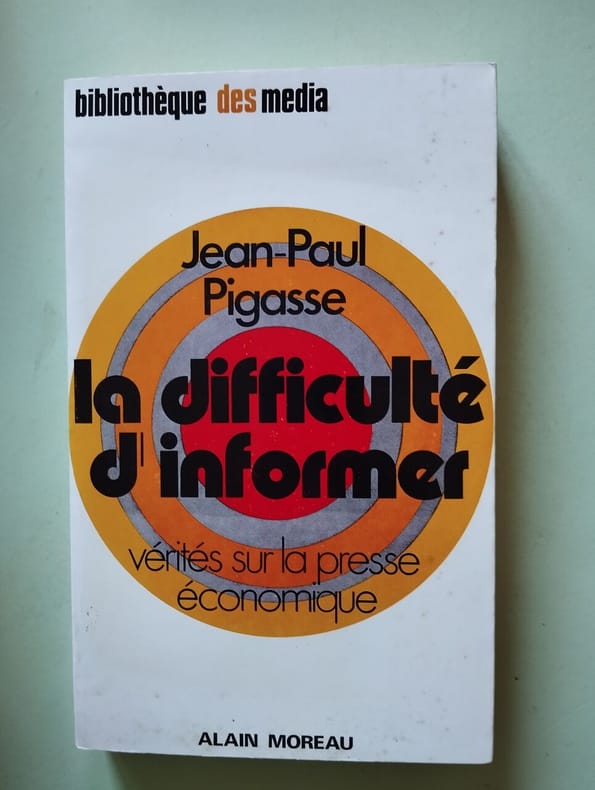 bibliothèque des media
Jean-Paul
Pigasse
la difficulté
d'informer
vérités sur la presse
économique
ALAIN MOREAU